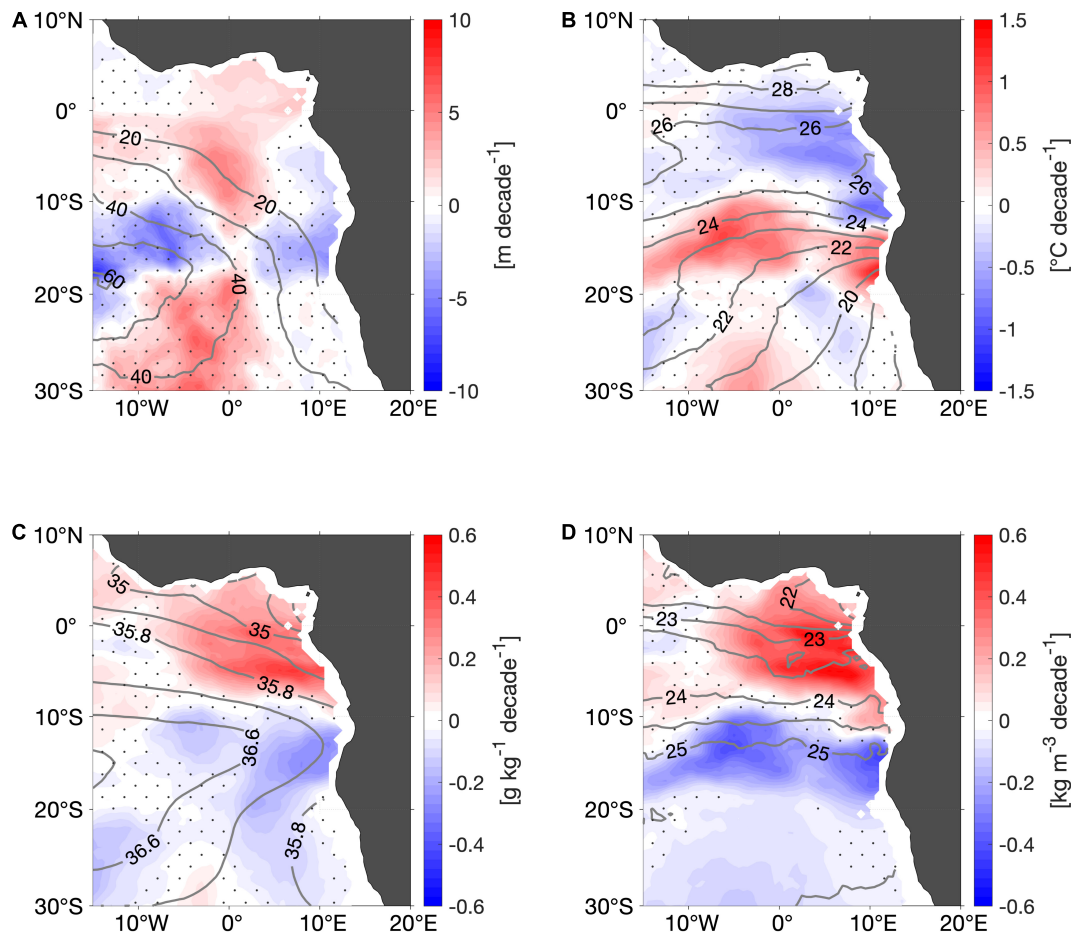 A
10°N
0°
10°S
20°S
30°S
10°W
0°
10°E
20°E
20
40
60
20
40
40
10
5
0
-5
-10
[m decade⁻¹]
B
10°N
0°
10°S
20°S
30°S
10°W
0°
10°E
20°E
28
26
26
26
24
24
22
22
20
1.5
1
0.5
0
-0.5
-1
-1.5
[°C decade⁻¹]
C
10°N
0°
10°S
20°S
30°S
10°W
0°
10°E
20°E
35
35.8
35
35.8
36.6
36.6
35.8
0.6
0.4
0.2
0
-0.2
-0.4
-0.6
[g kg⁻¹ decade⁻¹]
D
10°N
0°
10°S
20°S
30°S
10°W
0°
10°E
20°E
22
23
23
24
24
25
25
0.6
0.4
0.2
0
-0.2
-0.4
-0.6
[kg m⁻³ decade⁻¹]